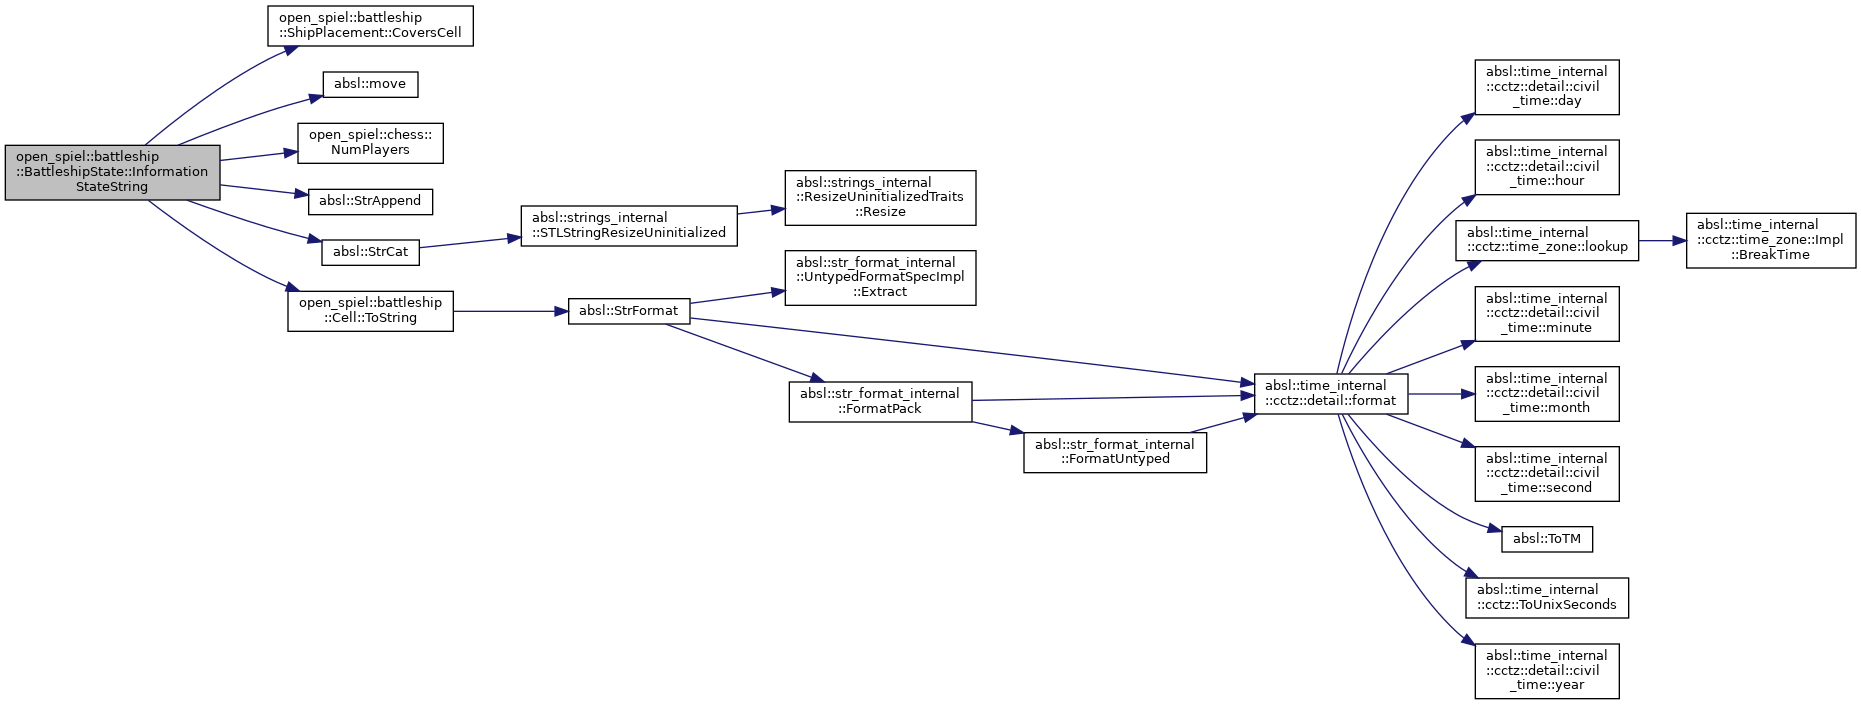 open_spiel::battleship
::BattleshipState::Information
StateString
open_spiel::battleship
::ShipPlacement::CoversCell
absl::move
open_spiel::chess::
NumPlayers
absl::StrAppend
absl::StrCat
open_spiel::battleship
::Cell::ToString
absl::strings_internal
::STLStringResizeUninitialized
absl::StrFormat
absl::strings_internal
::ResizeUninitializedTraits
::Resize
absl::str_format_internal
::UntypedFormatSpecImpl
::Extract
absl::str_format_internal
::FormatPack
absl::str_format_internal
::FormatUntyped
absl::time_internal
::cctz::detail::format
absl::time_internal
::cctz::detail::civil
_time::day
absl::time_internal
::cctz::detail::civil
_time::hour
absl::time_internal
::cctz::time_zone::lookup
absl::time_internal
::cctz::detail::civil
_time::minute
absl::time_internal
::cctz::detail::civil
_time::month
absl::time_internal
::cctz::detail::civil
_time::second
absl::ToTM
absl::time_internal
::cctz::ToUnixSeconds
absl::time_internal
::cctz::detail::civil
_time::year
absl::time_internal
::cctz::time_zone::Impl
::BreakTime